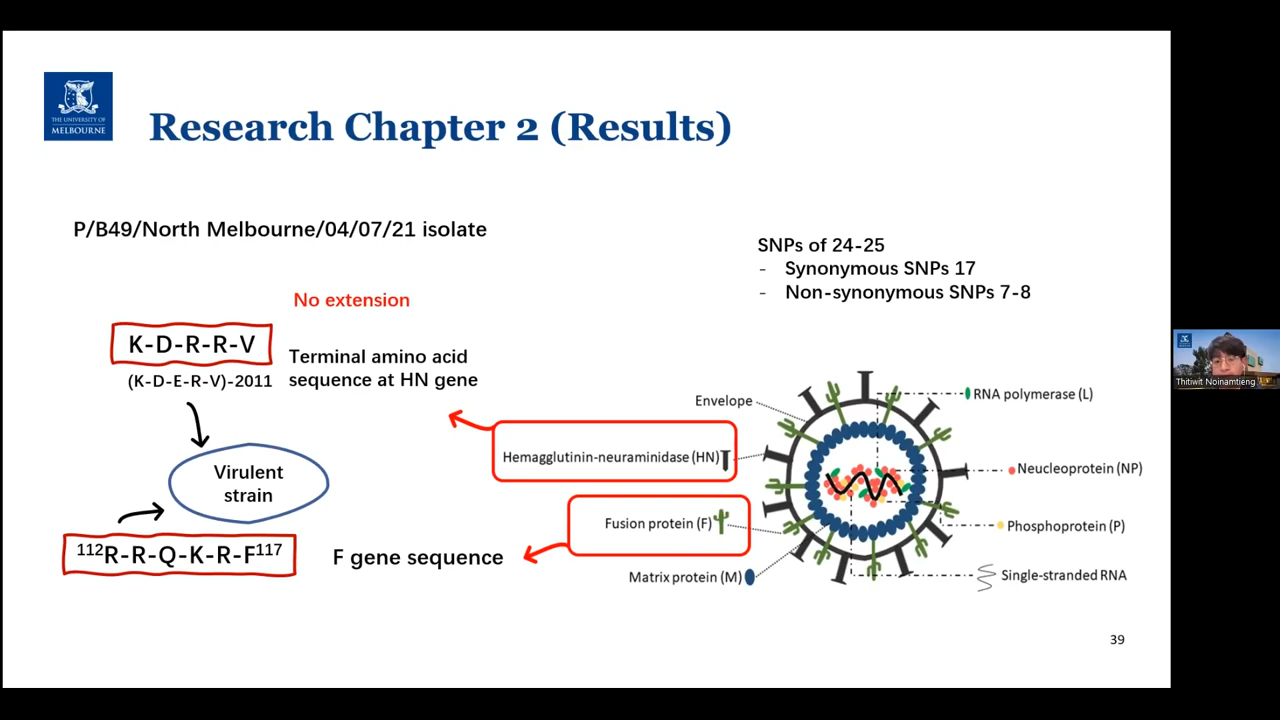 THE UNIVERSITY OF
MELBOURNE
Research Chapter 2 (Results)
P/B49/North Melbourne/04/07/21 isolate
SNPs of 24-25
- Synonymous SNPs 17
- Non-synonymous SNPs 7-8
No extension
K-D-R-R-V
(K-D-E-R-V)-2011
Terminal amino acid
sequence at HN gene
Virulent
strain
112R-R-Q-K-R-F117
F gene sequence
Envelope
Hemagglutinin-neuraminidase (HN)
Fusion protein (F)
Matrix protein (M)
RNA polymerase (L)
Neucleoprotein (NP)
Phosphoprotein (P)
Single-stranded RNA
39
Thitiwit Noinamtieng